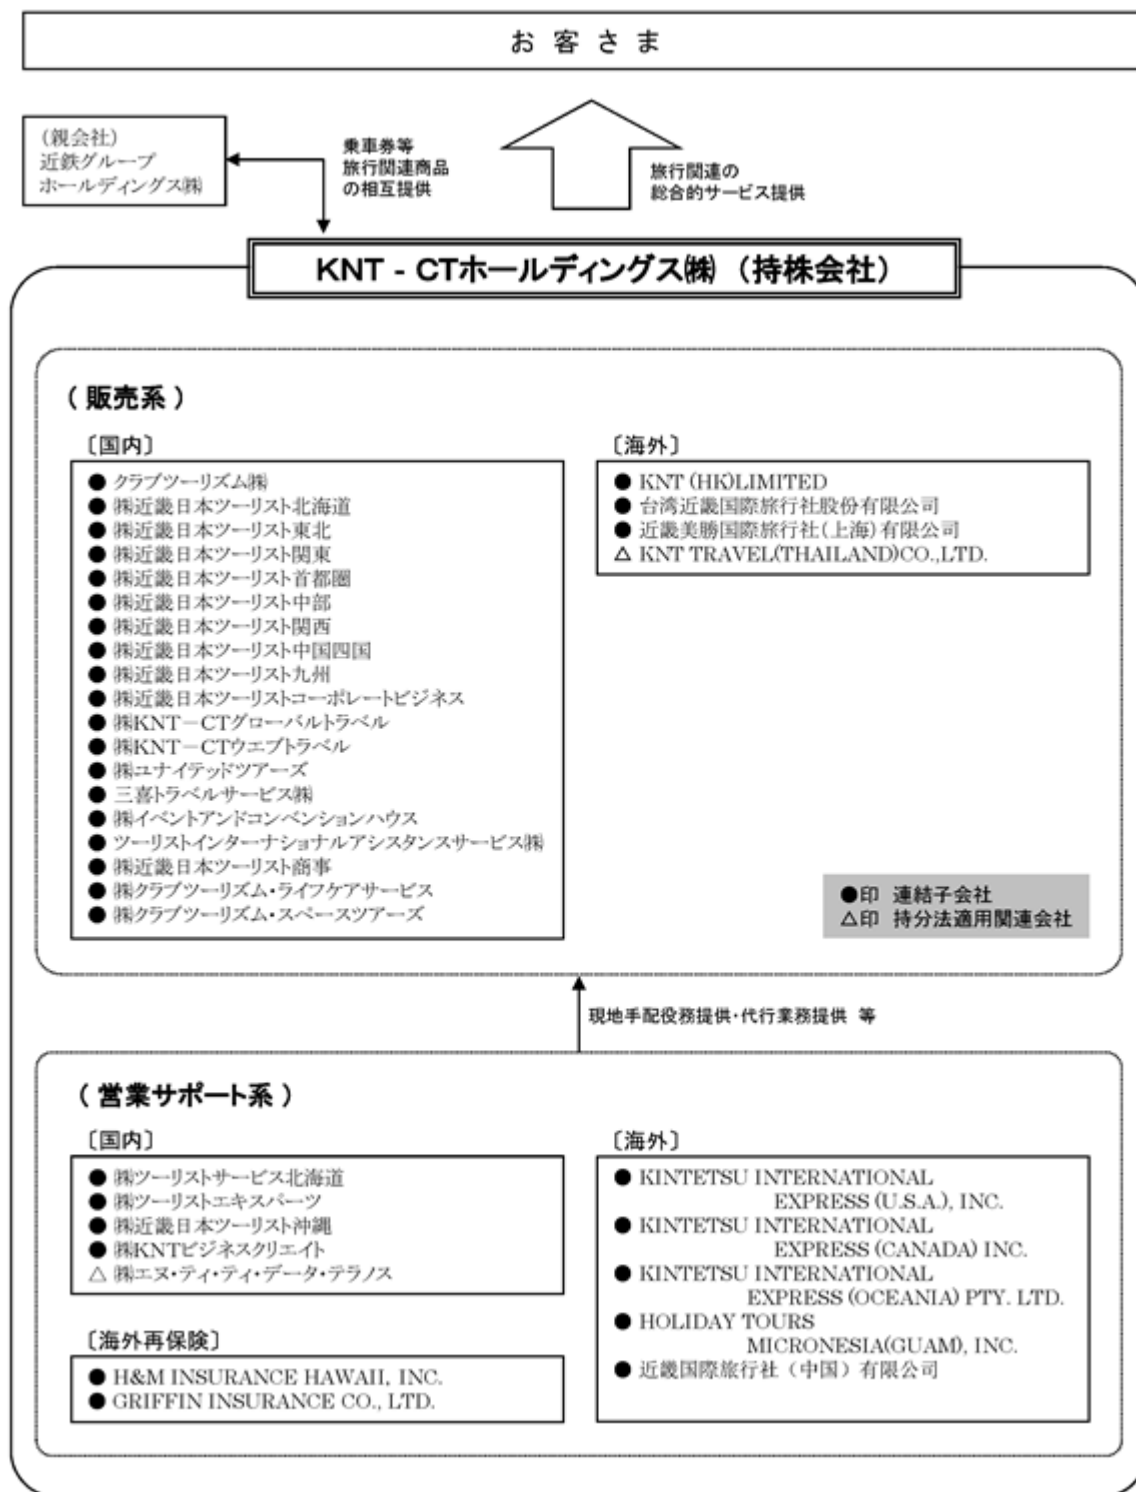 お客さま
(親会社)
近鉄グループ
ホールディングス㈱
乗車券等
旅行関連商品
の相互提供
旅行関連の
総合的サービス提供
KNT - CTホールディングス㈱ (持株会社)
( 販売系 )
〔国内〕
● クラブツーリズム㈱
● ㈱近畿日本ツーリスト北海道
● ㈱近畿日本ツーリスト東北
● ㈱近畿日本ツーリスト関東
● ㈱近畿日本ツーリスト首都圏
● ㈱近畿日本ツーリスト中部
● ㈱近畿日本ツーリスト関西
● ㈱近畿日本ツーリスト中国四国
● ㈱近畿日本ツーリスト九州
● ㈱近畿日本ツーリストコーポレートビジネス
● ㈱KNT－CTグローバルトラベル
● ㈱KNT－CTウエブトラベル
● ㈱ユナイテッドツアーズ
● 三喜トラベルサービス㈱
● ㈱イベントアンドコンベンションハウス
● ツーリストインターナショナルアシスタンスサービス㈱
● ㈱近畿日本ツーリスト商事
● ㈱クラブツーリズム・ライフケアサービス
● ㈱クラブツーリズム・スペースツアーズ
〔海外〕
● KNT (HK)LIMITED
● 台湾近畿国際旅行社股份有限公司
● 近畿美勝国際旅行社(上海)有限公司
△ KNT TRAVEL(THAILAND)CO.,LTD.
●印 連結子会社
△印 持分法適用関連会社
現地手配役務提供・代行業務提供 等
( 営業サポート系 )
〔国内〕
● ㈱ツーリストサービス北海道
● ㈱ツーリストエキスパーツ
● ㈱近畿日本ツーリスト沖縄
● ㈱KNTビジネスクリエイト
△ ㈱エヌ・ティ・ティ・データ・テラノス
〔海外再保険〕
● H&M INSURANCE HAWAII, INC.
● GRIFFIN INSURANCE CO., LTD.
〔海外〕
● KINTETSU INTERNATIONAL
EXPRESS (U.S.A.), INC.
● KINTETSU INTERNATIONAL
EXPRESS (CANADA) INC.
● KINTETSU INTERNATIONAL
EXPRESS (OCEANIA) PTY. LTD.
● HOLIDAY TOURS
MICRONESIA(GUAM), INC.
● 近畿国際旅行社（中国）有限公司